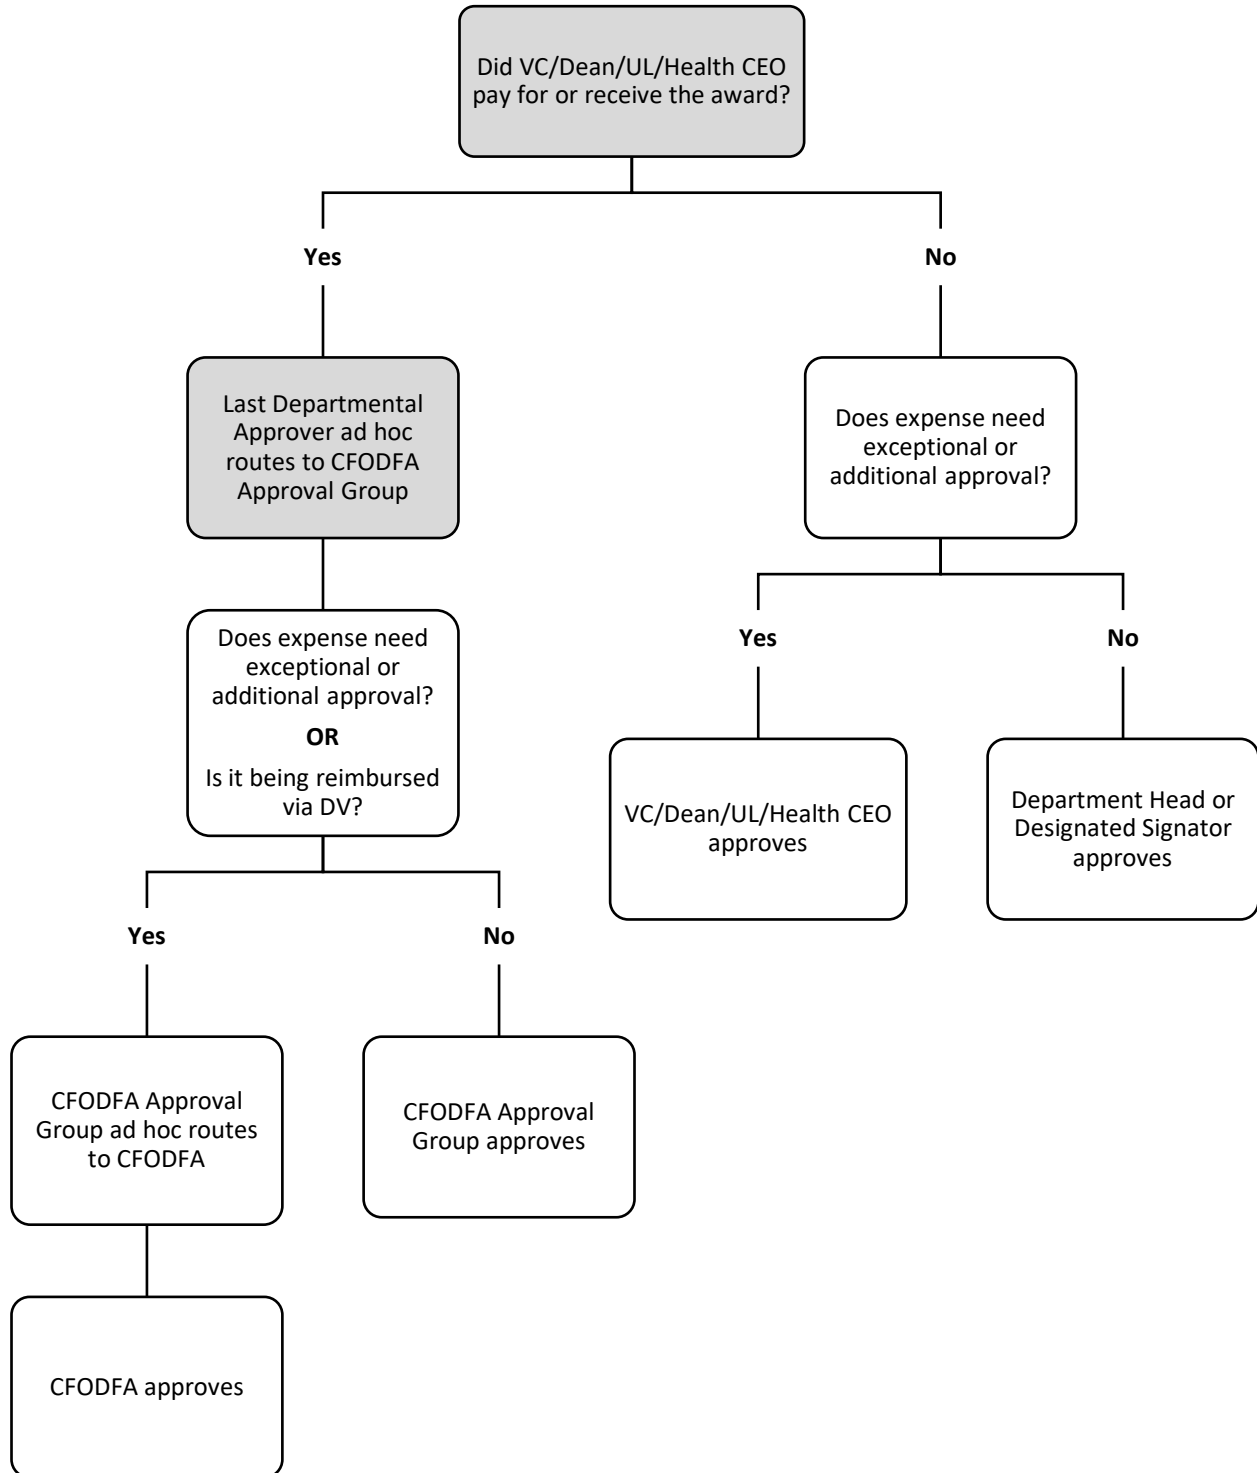 Did VC/Dean/UL/Health CEO
pay for or receive the award?
Yes
No
Last Departmental
Approver ad hoc
routes to CFODFA
Approval Group
Does expense need
exceptional or
additional approval?
Does expense need
exceptional or
additional approval?
OR
Is it being reimbursed
via DV?
Yes
No
VC/Dean/UL/Health CEO
approves
Department Head or
Designated Signator
approves
Yes
No
CFODFA Approval
Group ad hoc routes
to CFODFA
CFODFA Approval
Group approves
CFODFA approves